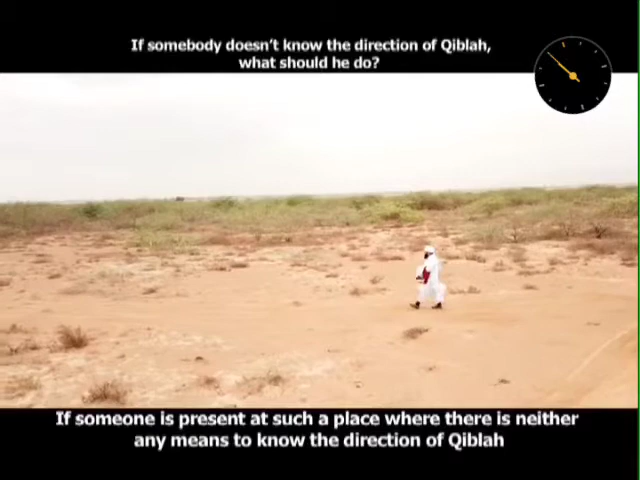 If somebody doesn't know the direction of Qiblah,
what should he do?
If someone is present at such a place where there is neither
any means to know the direction of Qiblah